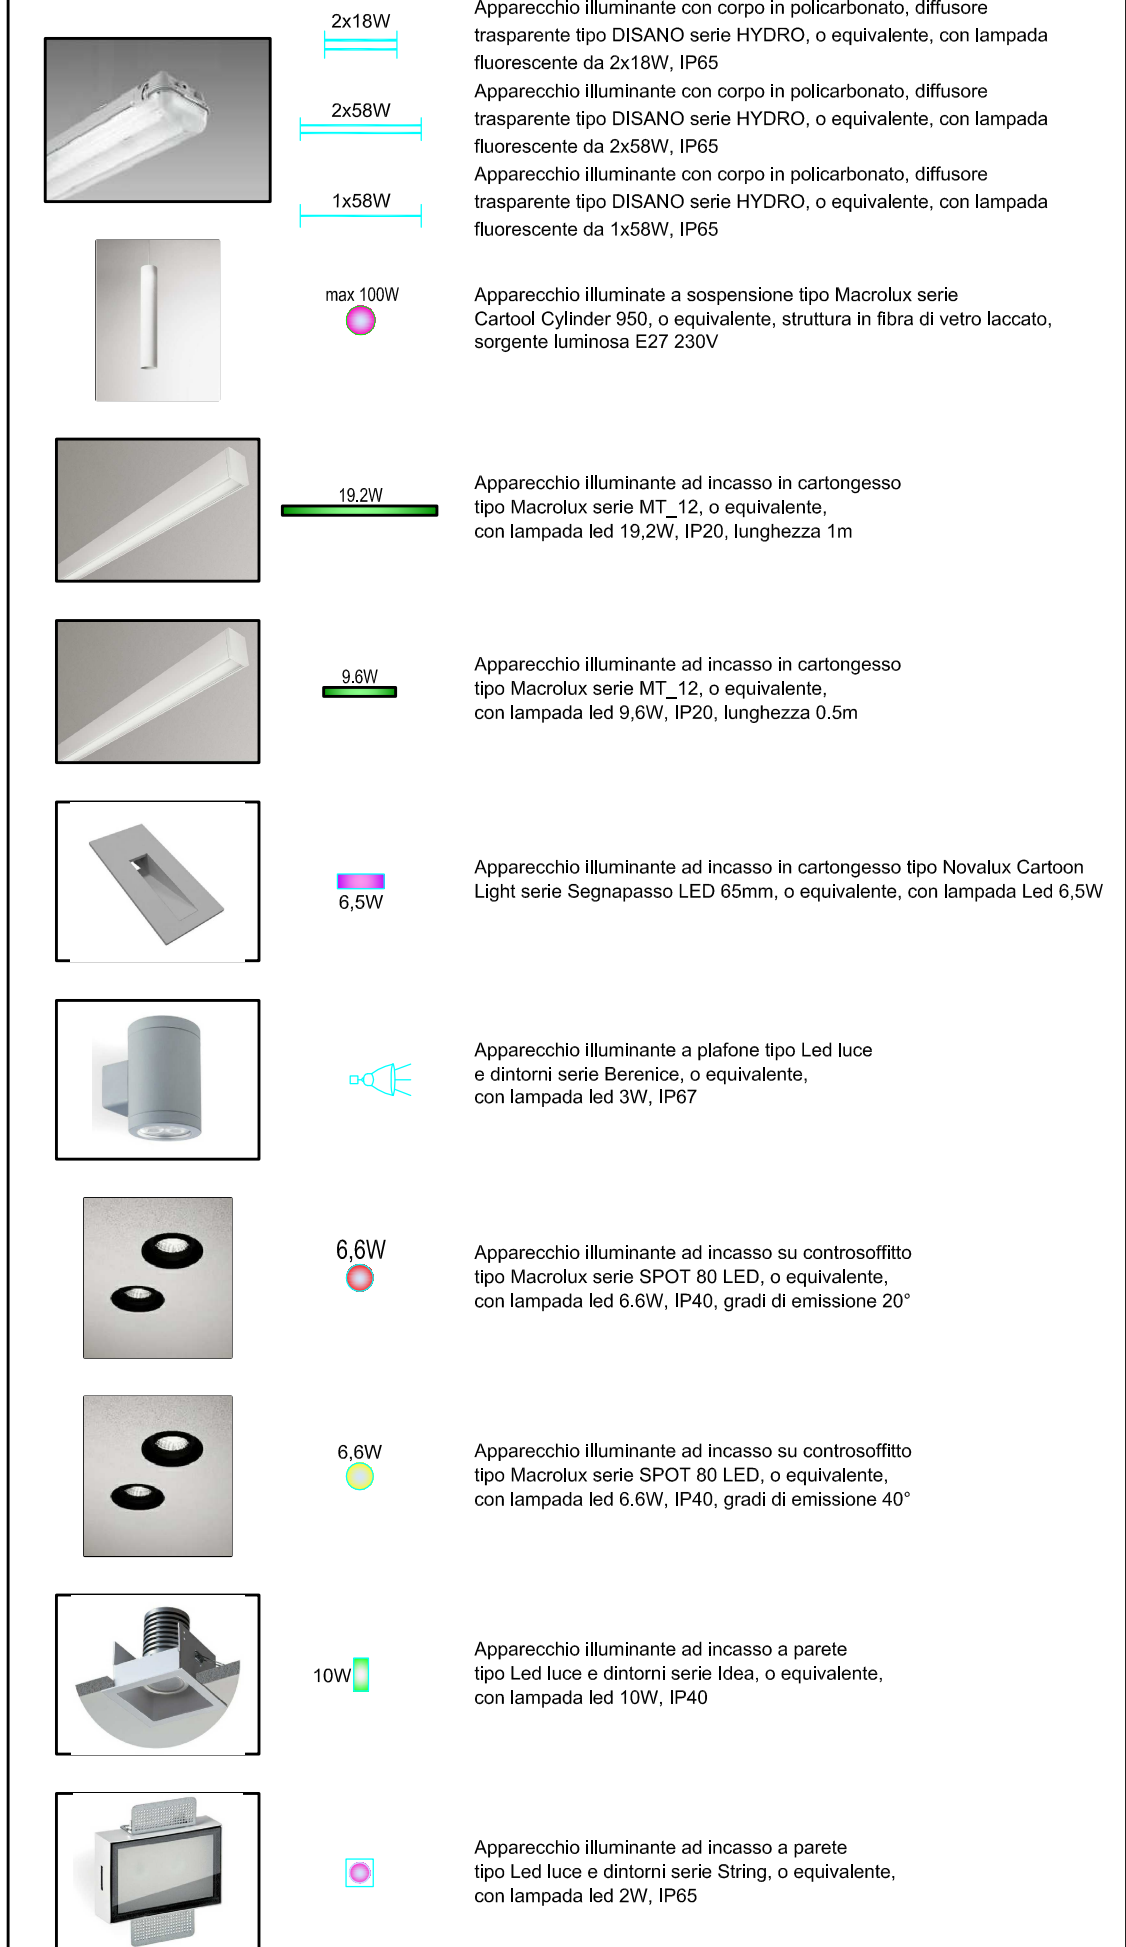 Apparecchio illuminante con corpo in policarbonato, diffusore
2x18W
trasparente tipo DISANO serie HYDRO, o equivalente, con lampada
fluorescente da 2x18W, IP65
Apparecchio illuminante con corpo in policarbonato, diffusore
2x58W
trasparente tipo DISANO serie HYDRO, o equivalente, con lampada
fluorescente da 2x58W, IP65
Apparecchio illuminante con corpo in policarbonato, diffusore
1x58W
trasparente tipo DISANO serie HYDRO, o equivalente, con lampada
fluorescente da 1x58W, IP65
max 100W
Apparecchio illuminate a sospensione tipo Macrolux serie
Cartool Cylinder 950, o equivalente, struttura in fibra di vetro laccato,
sorgente luminosa E27 230V
19.2W
Apparecchio illuminante ad incasso in cartongesso
tipo Macrolux serie MT_12, o equivalente,
con lampada led 19,2W, IP20, lunghezza 1m
9.6W
Apparecchio illuminante ad incasso in cartongesso
tipo Macrolux serie MT_12, o equivalente,
con lampada led 9,6W, IP20, lunghezza 0.5m
6,5W
Apparecchio illuminante ad incasso in cartongesso tipo Novalux Cartoon
Light serie Segnapasso LED 65mm, o equivalente, con lampada Led 6,5W
Apparecchio illuminante a plafone tipo Led luce
e dintorni serie Berenice, o equivalente,
con lampada led 3W, IP67
6,6W
Apparecchio illuminante ad incasso su controsoffitto
tipo Macrolux serie SPOT 80 LED, o equivalente,
con lampada led 6.6W, IP40, gradi di emissione 20°
6,6W
Apparecchio illuminante ad incasso su controsoffitto
tipo Macrolux serie SPOT 80 LED, o equivalente,
con lampada led 6.6W, IP40, gradi di emissione 40°
10W
Apparecchio illuminante ad incasso a parete
tipo Led luce e dintorni serie Idea, o equivalente,
con lampada led 10W, IP40
Apparecchio illuminante ad incasso a parete
tipo Led luce e dintorni serie String, o equivalente,
con lampada led 2W, IP65